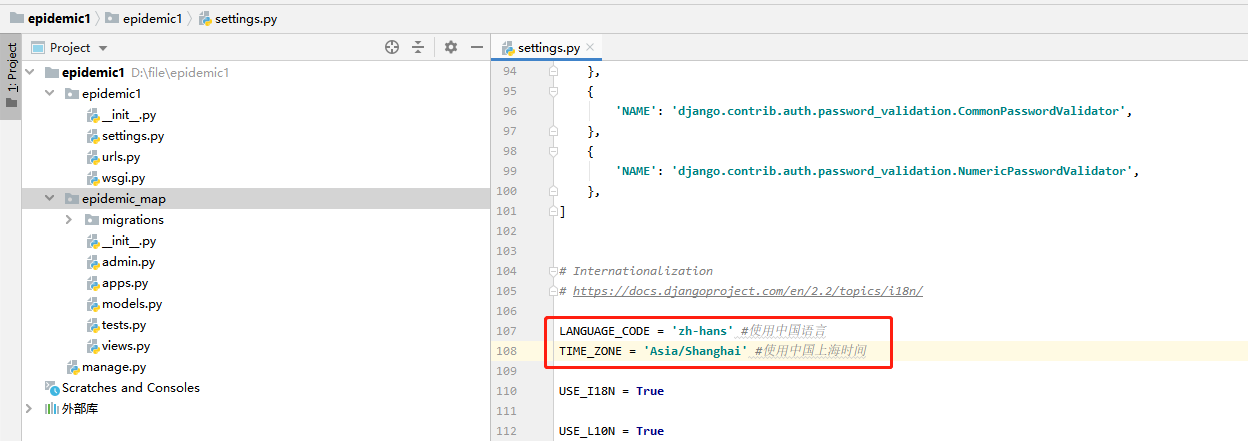 epidemic1 epidemic1 settings.py
1: Project
Project
settings.py
epidemic1 D:\file\epidemic1
epidemic1
__init__.py
settings.py
urls.py
wsgi.py
epidemic_map
migrations
__init__.py
admin.py
apps.py
models.py
tests.py
views.py
manage.py
Scratches and Consoles
外部库
94 },
95 {
96 'NAME': 'django.contrib.auth.password_validation.CommonPasswordValidator',
97 },
98 {
99 'NAME': 'django.contrib.auth.password_validation.NumericPasswordValidator',
100 },
101 ]
102
103
104 # Internationalization
105 # https://docs.djangoproject.com/en/2.2/topics/i18n/
106
107 LANGUAGE_CODE = 'zh-hans' #使用中国语言
108 TIME_ZONE = 'Asia/Shanghai' #使用中国上海时间
109
110 USE_I18N = True
111
112 USE_L10N = True